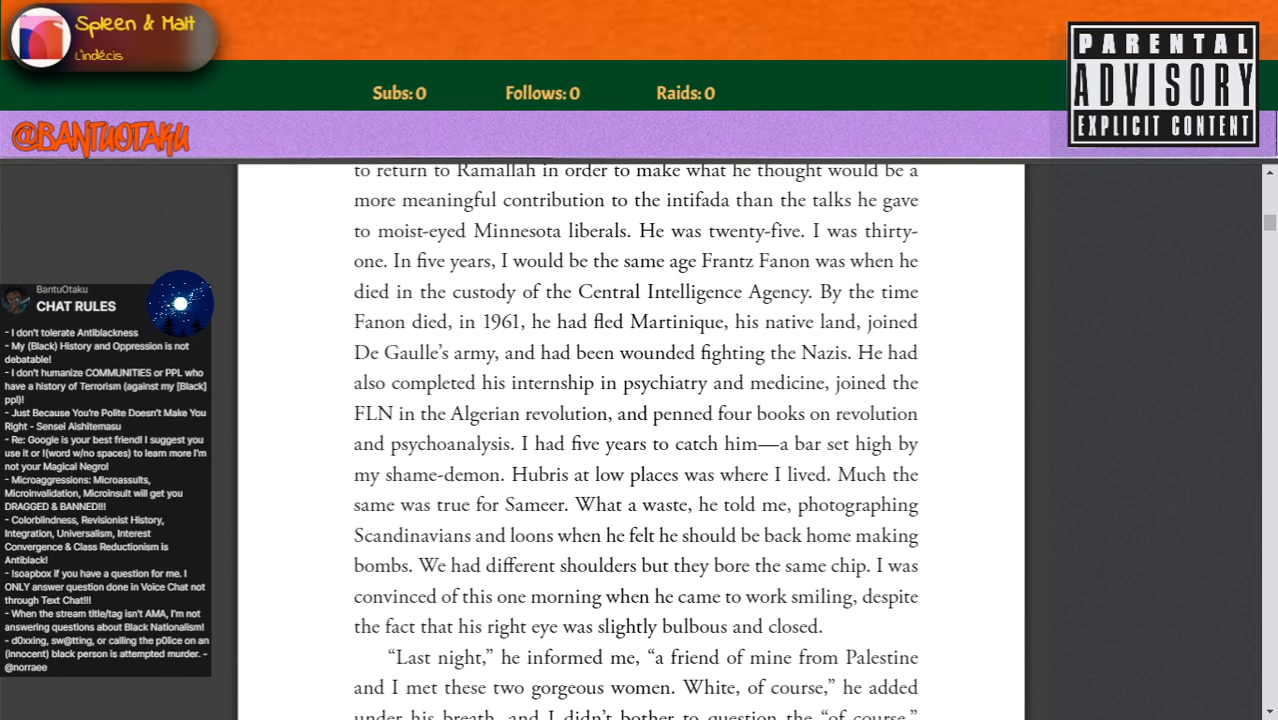 Spleen & Malt
L'indécis
PARENTAL
ADVISORY
EXPLICIT CONTENT
Subs: 0 Follows: 0 Raids: 0
@BANTUOTAKU
to return to Ramallah in order to make what he thought would be a
more meaningful contribution to the intifada than the talks he gave
to moist-eyed Minnesota liberals. He was twenty-five. I was thirty-
one. In five years, I would be the same age Frantz Fanon was when he
died in the custody of the Central Intelligence Agency. By the time
Fanon died, in 1961, he had fled Martinique, his native land, joined
De Gaulle's army, and had been wounded fighting the Nazis. He had
also completed his internship in psychiatry and medicine, joined the
FLN in the Algerian revolution, and penned four books on revolution
and psychoanalysis. I had five years to catch him—a bar set high by
my shame-demon. Hubris at low places was where I lived. Much the
same was true for Sameer. What a waste, he told me, photographing
Scandinavians and loons when he felt he should be back home making
bombs. We had different shoulders but they bore the same chip. I was
convinced of this one morning when he came to work smiling, despite
the fact that his right eye was slightly bulbous and closed.
“Last night,” he informed me, “a friend of mine from Palestine
and I met these two gorgeous women. White, of course,” he added
under his breath, and I didn't bother to question the “of course.”
BantuOtaku
CHAT RULES
- I don't tolerate Antiblackness
- My (Black) History and Oppression is not
debatable!
- I don't humanize COMMUNITIES or PPL who
have a history of Terrorism (against my [Black]
ppl)!
- Just Because You're Polite Doesn't Make You
Right - Sensei Aishitemasu
- Re: Google is your best friend! I suggest you
use it or !(word w/no spaces) to learn more I'm
not your Magical Negro!
- Microaggressions: Microassults,
Microinvalidation, Microinsult will get you
DRAGGED & BANNED!!!
- Colorblindness, Revisionist History,
Integration, Universalism, Interest
Convergence & Class Reductionism is
Antiblack!
- !soapbox if you have a question for me. I
ONLY answer question done in Voice Chat not
through Text Chat!!!
- When the stream title/tag isn't AMA, I'm not
answering questions about Black Nationalism!
- d0xxing, sw@tting, or calling the p0lice on an
(innocent) black person is attempted murder. -
@norraee